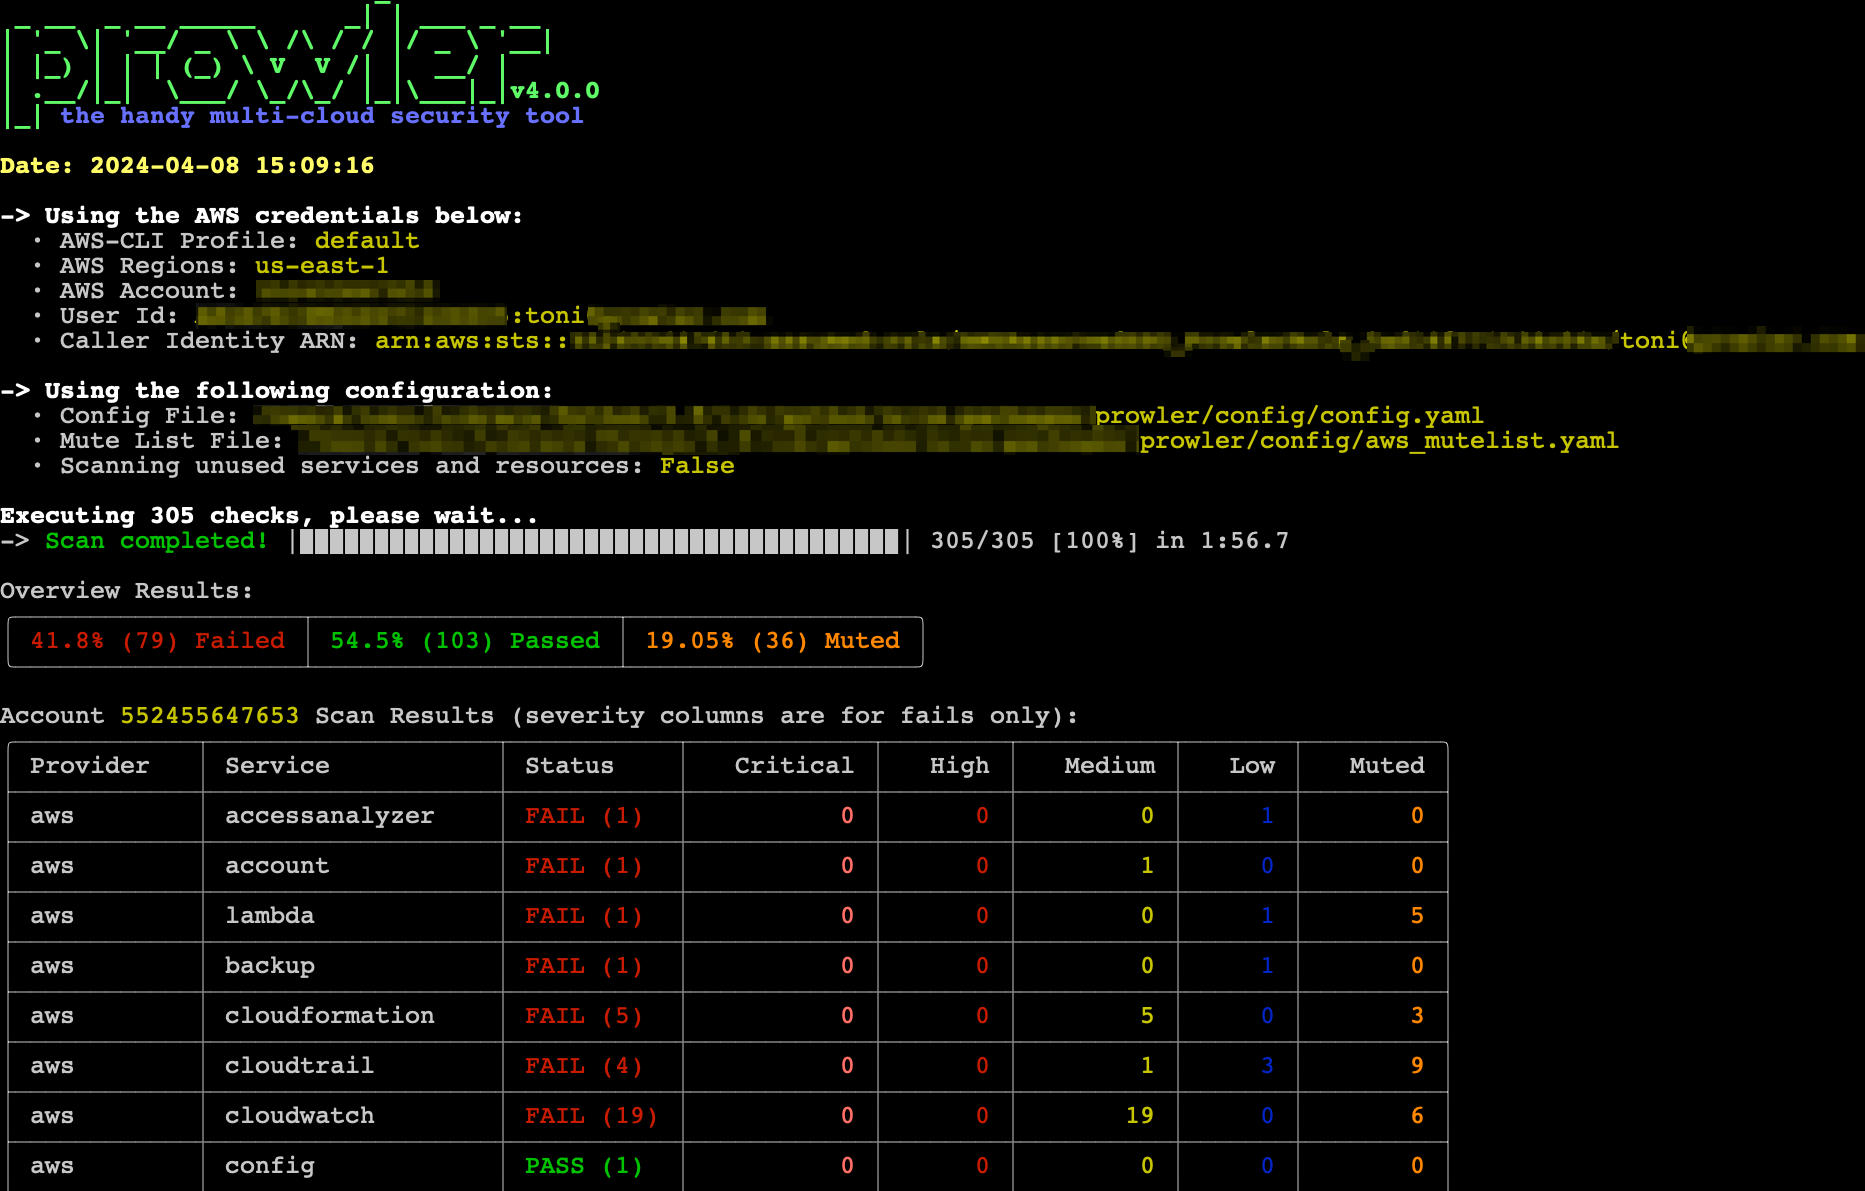 prowler v4.0.0
the handy multi-cloud security tool
Date: 2024-04-08 15:09:16
-> Using the AWS credentials below:
· AWS-CLI Profile: default
· AWS Regions: us-east-1
· AWS Account:
· User Id: :toni
· Caller Identity ARN: arn:aws:sts:: toni
-> Using the following configuration:
· Config File: prowler/config/config.yaml
· Mute List File: prowler/config/aws_mutelist.yaml
· Scanning unused services and resources: False
Executing 305 checks, please wait...
-> Scan completed! | | 305/305 [100%] in 1:56.7
Overview Results:
41.8% (79) Failed 54.5% (103) Passed 19.05% (36) Muted
Account 552455647653 Scan Results (severity columns are for fails only):
Provider Service Status Critical High Medium Low Muted
aws accessanalyzer FAIL (1) 0 0 0 1 0
aws account FAIL (1) 0 0 1 0 0
aws lambda FAIL (1) 0 0 0 1 5
aws backup FAIL (1) 0 0 0 1 0
aws cloudformation FAIL (5) 0 0 5 0 3
aws cloudtrail FAIL (4) 0 0 1 3 9
aws cloudwatch FAIL (19) 0 0 19 0 6
aws config PASS (1) 0 0 0 0 0